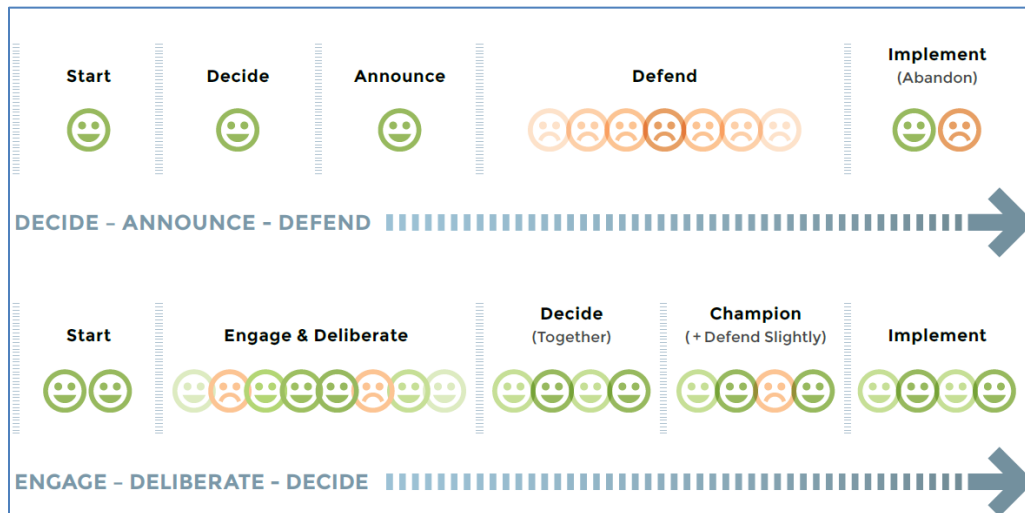 Start
Decide
Announce
Defend
Implement
(Abandon)
DECIDE – ANNOUNCE - DEFEND
Start
Engage & Deliberate
Decide
(Together)
Champion
(+Defend Slightly)
Implement
ENGAGE – DELIBERATE - DECIDE